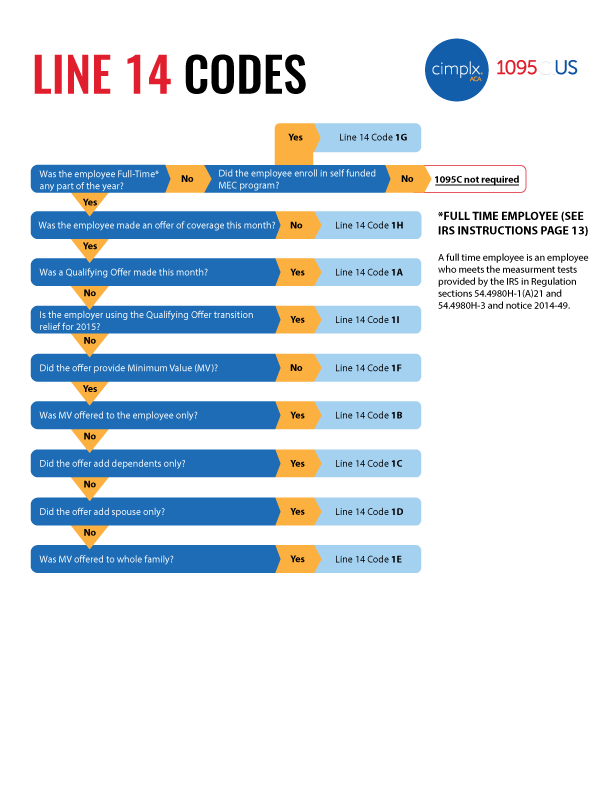 LINE 14 CODES
cimplx.
ACA
1095C US
Yes
Line 14 Code 1G
Was the employee Full-Time*
any part of the year?
No
Did the employee enroll in self funded
MEC program?
No
1095C not required
Yes
Was the employee made an offer of coverage this month?
No
Line 14 Code 1H
Yes
Was a Qualifying Offer made this month?
Yes
Line 14 Code 1A
No
Is the employer using the Qualifying Offer transition
relief for 2015?
Yes
Line 14 Code 1I
No
Did the offer provide Minimum Value (MV)?
No
Line 14 Code 1F
Yes
Was MV offered to the employee only?
Yes
Line 14 Code 1B
No
Did the offer add dependents only?
Yes
Line 14 Code 1C
No
Did the offer add spouse only?
Yes
Line 14 Code 1D
No
Was MV offered to whole family?
Yes
Line 14 Code 1E
*FULL TIME EMPLOYEE (SEE
IRS INSTRUCTIONS PAGE 13)
A full time employee is an employee
who meets the measurment tests
provided by the IRS in Regulation
sections 54.4980H-1(A)21 and
54.4980H-3 and notice 2014-49.